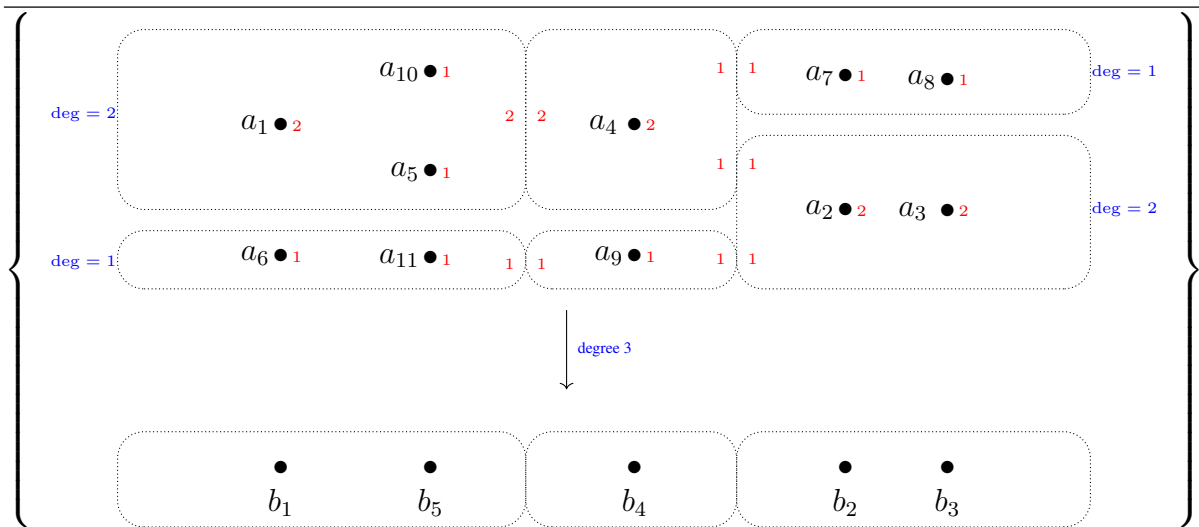 a₁₀ 1 1 1 a₇ 1 a₈ 1 deg = 1
deg = 2 a₁ 2 a₅ 1 2 2 a₄ 2
1 1 a₂ 2 a₃ 2 deg = 2
deg = 1 a₆ 1 a₁₁ 1 1 1 a₉ 1 1 1
degree 3
b₁ b₅ b₄ b₂ b₃